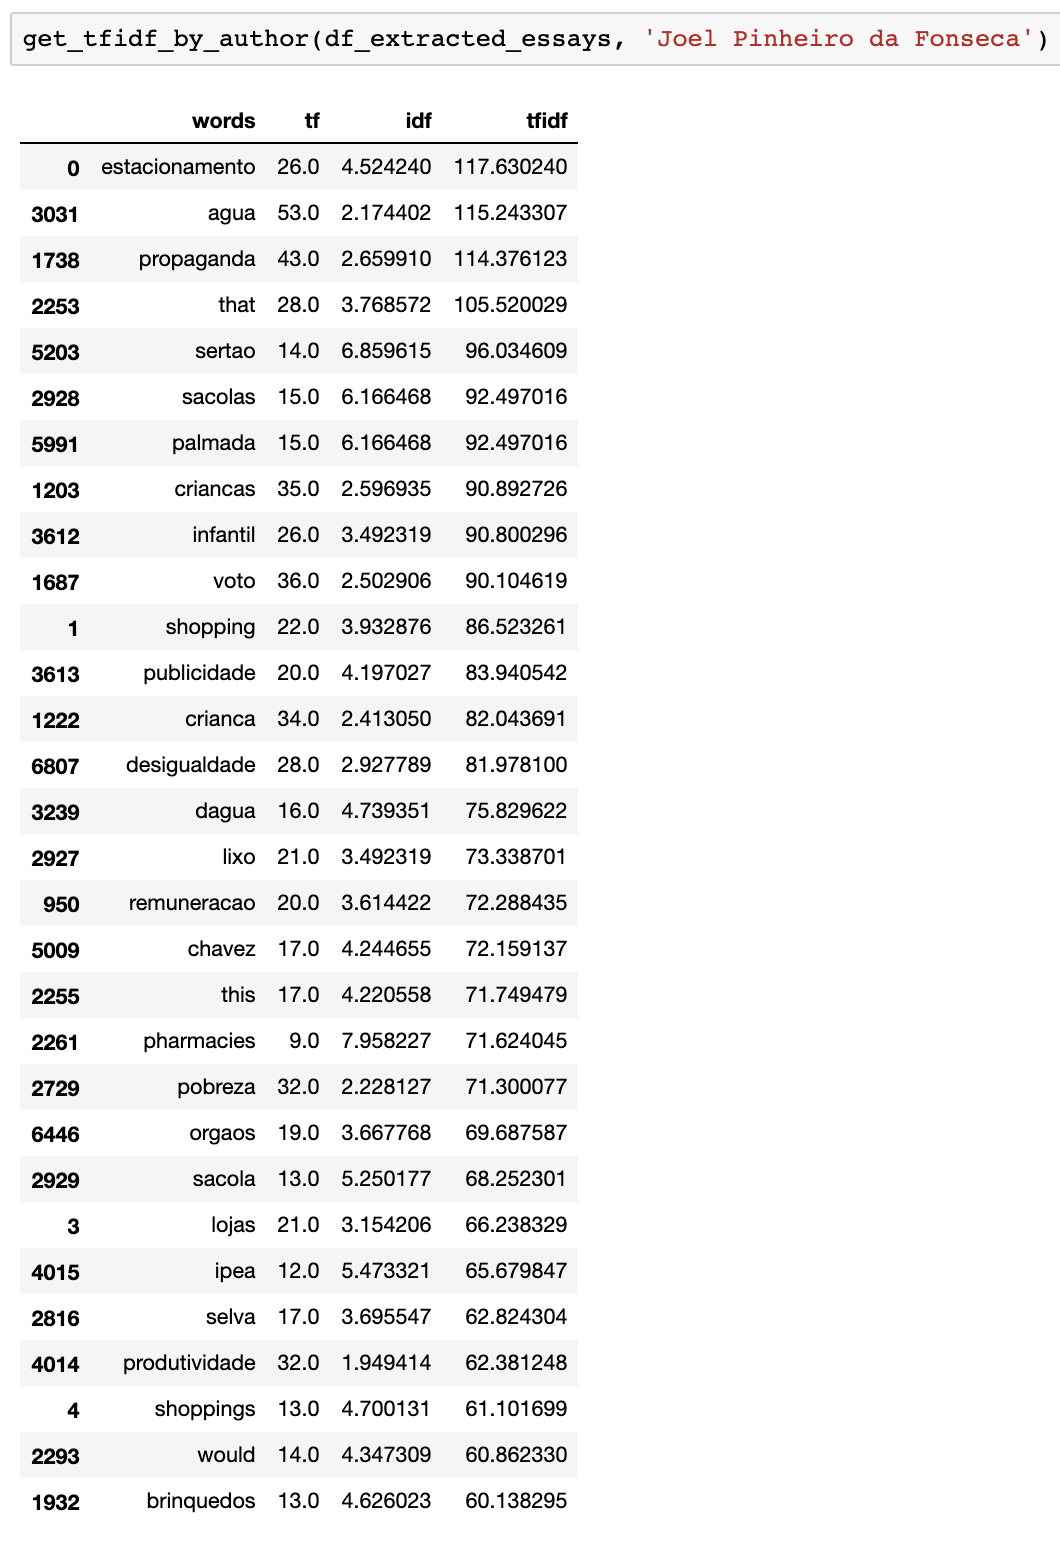 get_tfidf_by_author(df_extracted_essays, 'Joel Pinheiro da Fonseca')
words tf idf tfidf
0 estacionamento 26.0 4.524240 117.630240
3031 agua 53.0 2.174402 115.243307
1738 propaganda 43.0 2.659910 114.376123
2253 that 28.0 3.768572 105.520029
5203 sertao 14.0 6.859615 96.034609
2928 sacolas 15.0 6.166468 92.497016
5991 palmada 15.0 6.166468 92.497016
1203 criancas 35.0 2.596935 90.892726
3612 infantil 26.0 3.492319 90.800296
1687 voto 36.0 2.502906 90.104619
1 shopping 22.0 3.932876 86.523261
3613 publicidade 20.0 4.197027 83.940542
1222 crianca 34.0 2.413050 82.043691
6807 desigualdade 28.0 2.927789 81.978100
3239 dagua 16.0 4.739351 75.829622
2927 lixo 21.0 3.492319 73.338701
950 remuneracao 20.0 3.614422 72.288435
5009 chavez 17.0 4.244655 72.159137
2255 this 17.0 4.220558 71.749479
2261 pharmacies 9.0 7.958227 71.624045
2729 pobreza 32.0 2.228127 71.300077
6446 orgaos 19.0 3.667768 69.687587
2929 sacola 13.0 5.250177 68.252301
3 lojas 21.0 3.154206 66.238329
4015 ipea 12.0 5.473321 65.679847
2816 selva 17.0 3.695547 62.824304
4014 produtividade 32.0 1.949414 62.381248
4 shoppings 13.0 4.700131 61.101699
2293 would 14.0 4.347309 60.862330
1932 brinquedos 13.0 4.626023 60.138295